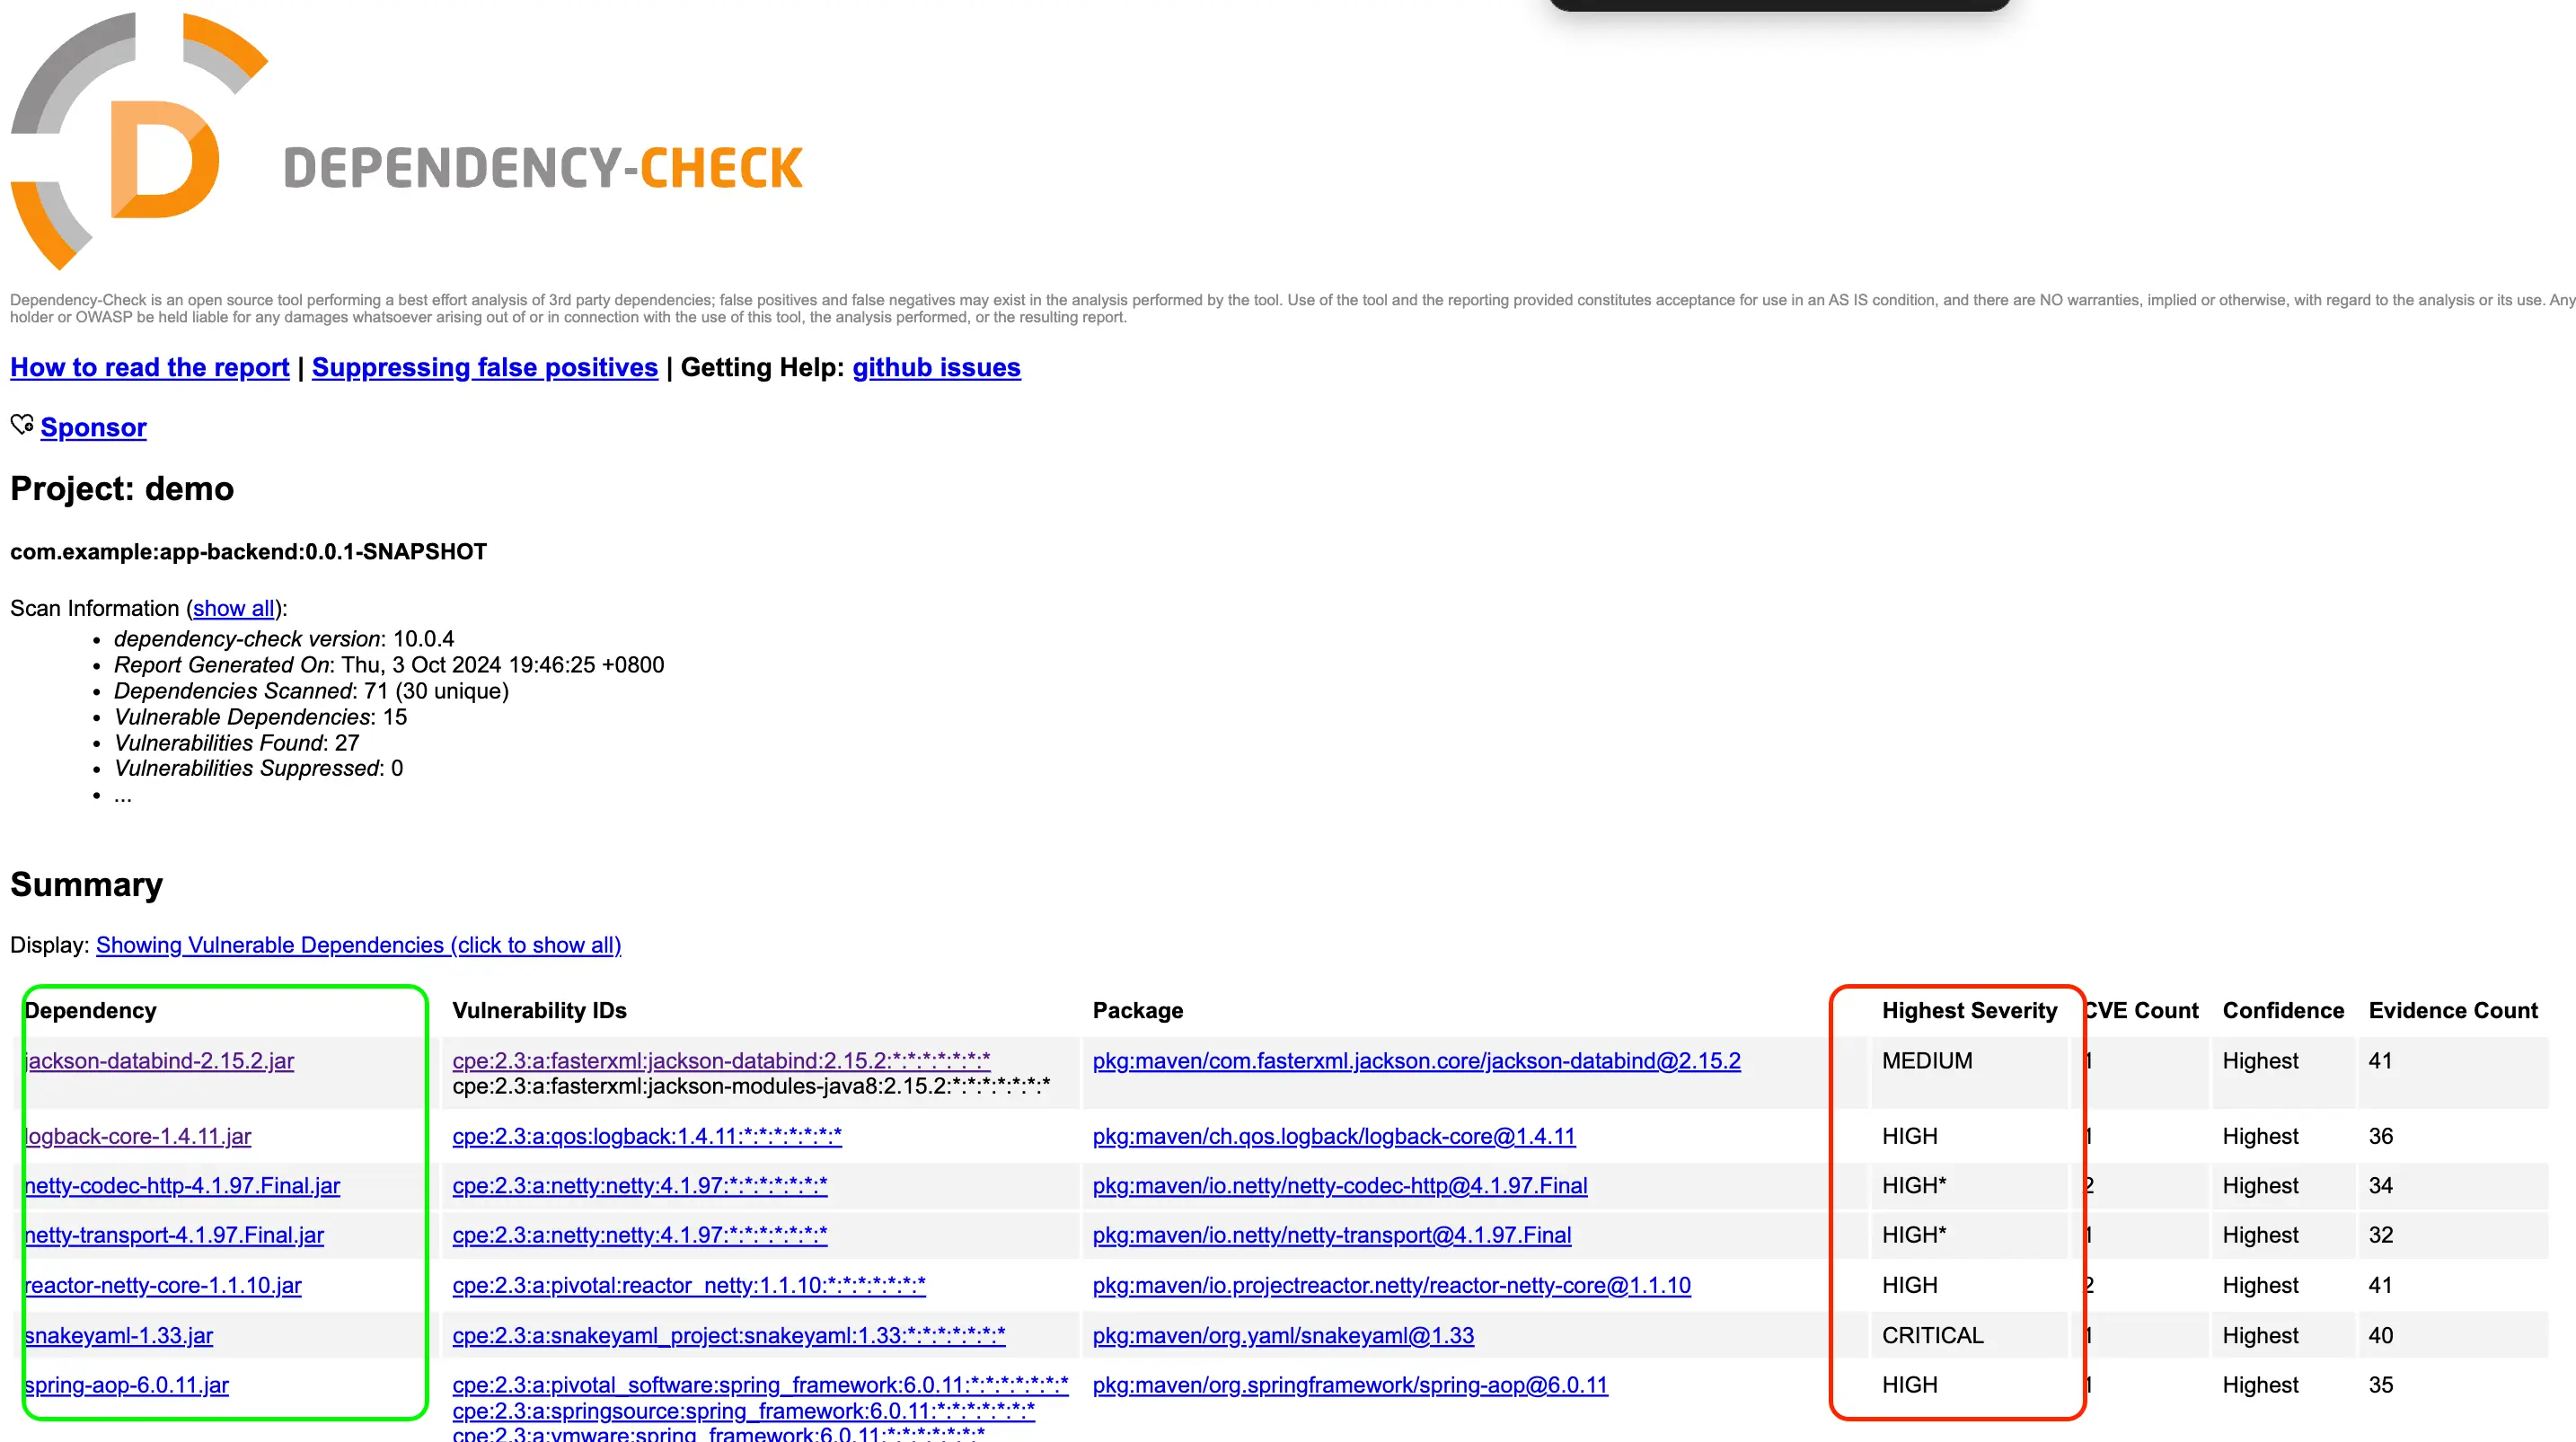 DEPENDENCY-CHECK
Dependency-Check is an open source tool performing a best effort analysis of 3rd party dependencies; false positives and false negatives may exist in the analysis performed by the tool. Use of the tool and the reporting provided constitutes acceptance for use in an AS IS condition, and there are NO warranties, implied or otherwise, with regard to the analysis or its use. Any
holder or OWASP be held liable for any damages whatsoever arising out of or in connection with the use of this tool, the analysis performed, or the resulting report.
How to read the report | Suppressing false positives | Getting Help: github issues
Sponsor
Project: demo
com.example:app-backend:0.0.1-SNAPSHOT
Scan Information (show all):
• dependency-check version: 10.0.4
• Report Generated On: Thu, 3 Oct 2024 19:46:25 +0800
• Dependencies Scanned: 71 (30 unique)
• Vulnerable Dependencies: 15
• Vulnerabilities Found: 27
• Vulnerabilities Suppressed: 0
• ...
Summary
Display: Showing Vulnerable Dependencies (click to show all)
Dependency Vulnerability IDs Package Highest Severity CVE Count Confidence Evidence Count
jackson-databind-2.15.2.jar cpe:2.3:a:fasterxml:jackson-databind:2.15.2:*:*:*:*:*:*:* pkg:maven/com.fasterxml.jackson.core/jackson-databind@2.15.2 MEDIUM 1 Highest 41
cpe:2.3:a:fasterxml:jackson-modules-java8:2.15.2:*:*:*:*:*:*:*
logback-core-1.4.11.jar cpe:2.3:a:qos:logback:1.4.11:*:*:*:*:*:*:* pkg:maven/ch.qos.logback/logback-core@1.4.11 HIGH 1 Highest 36
netty-codec-http-4.1.97.Final.jar cpe:2.3:a:netty:netty:4.1.97:*:*:*:*:*:*:* pkg:maven/io.netty/netty-codec-http@4.1.97.Final HIGH* 2 Highest 34
netty-transport-4.1.97.Final.jar cpe:2.3:a:netty:netty:4.1.97:*:*:*:*:*:*:* pkg:maven/io.netty/netty-transport@4.1.97.Final HIGH* 1 Highest 32
reactor-netty-core-1.1.10.jar cpe:2.3:a:pivotal:reactor_netty:1.1.10:*:*:*:*:*:*:* pkg:maven/io.projectreactor.netty/reactor-netty-core@1.1.10 HIGH 2 Highest 41
snakeyaml-1.33.jar cpe:2.3:a:snakeyaml_project:snakeyaml:1.33:*:*:*:*:*:*:* pkg:maven/org.yaml/snakeyaml@1.33 CRITICAL 1 Highest 40
spring-aop-6.0.11.jar cpe:2.3:a:pivotal_software:spring_framework:6.0.11:*:*:*:*:*:*:* pkg:maven/org.springframework/spring-aop@6.0.11 HIGH 1 Highest 35
cpe:2.3:a:springsource:spring_framework:6.0.11:*:*:*:*:*:*:*
cpe:2.3:a:vmware:spring_framework:6.0.11:*:*:*:*:*:*:*